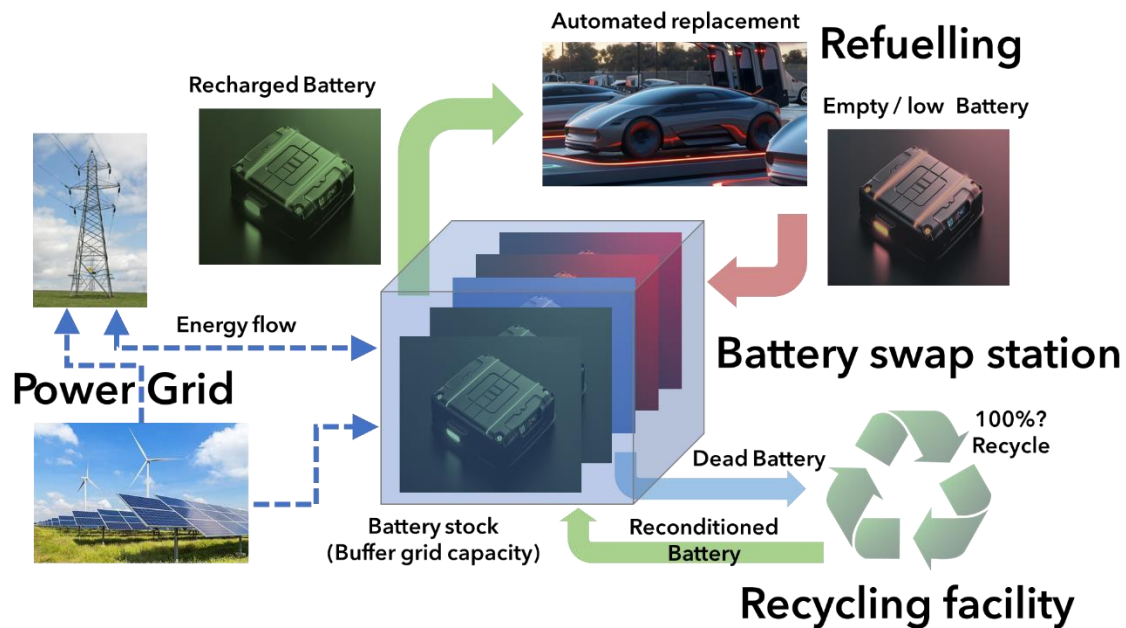 Automated replacement
Refuelling
Recharged Battery
Empty / low Battery
Energy flow
Power Grid
Battery swap station
100%?
Recycle
Dead Battery
Battery stock
(Buffer grid capacity)
Reconditioned
Battery
Recycling facility